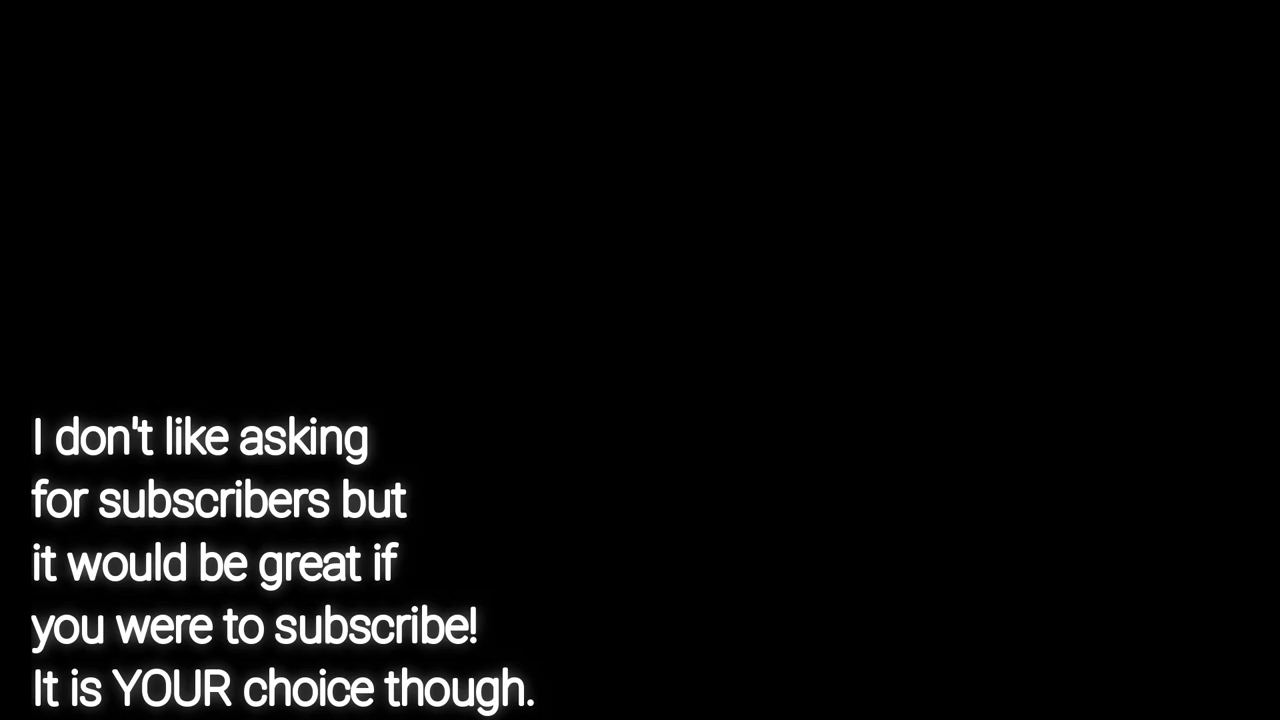 I don't like asking
for subscribers but
it would be great if
you were to subscribe!
It is YOUR choice though.